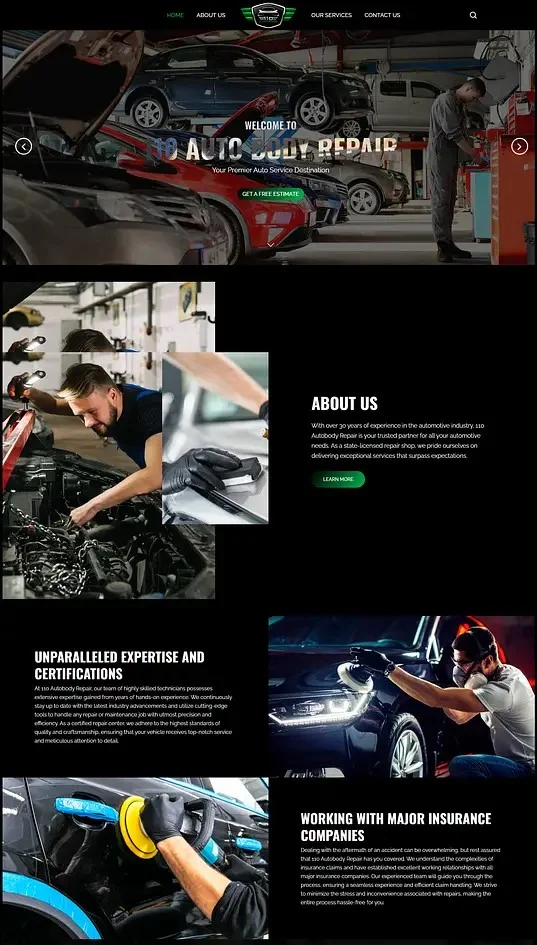 HOME ABOUT US OUR SERVICES CONTACT US
WELCOME TO
110 AUTO BODY REPAIR
Your Premier Auto Service Destination
GET A FREE ESTIMATE
ABOUT US
With over 30 years of experience in the automotive industry, 110
Autobody Repair is your trusted partner for all your automotive
needs. As a state-licensed repair shop, we pride ourselves on
delivering exceptional services that surpass expectations.
LEARN MORE
UNPARALLELED EXPERTISE AND
CERTIFICATIONS
At 110 Autobody Repair, our team of highly skilled technicians possesses
extensive expertise gained from years of hands-on experience. We continuously
stay up to date with the latest industry advancements and utilize cutting-edge
tools to handle any repair or maintenance job with utmost precision and
efficiency. As a certified repair center, we adhere to the highest standards of
quality and craftsmanship, ensuring that your vehicle receives top-notch service
and meticulous attention to detail.
WORKING WITH MAJOR INSURANCE
COMPANIES
Dealing with the aftermath of an accident can be overwhelming, but rest assured
that 110 Autobody Repair has you covered. We understand the complexities of
insurance claims and have established excellent working relationships with all
major insurance companies. Our experienced team will guide you through the
process, ensuring a seamless experience and efficient claim handling. We strive
to minimize the stress and inconvenience associated with repairs, making the
entire process hassle-free for you.